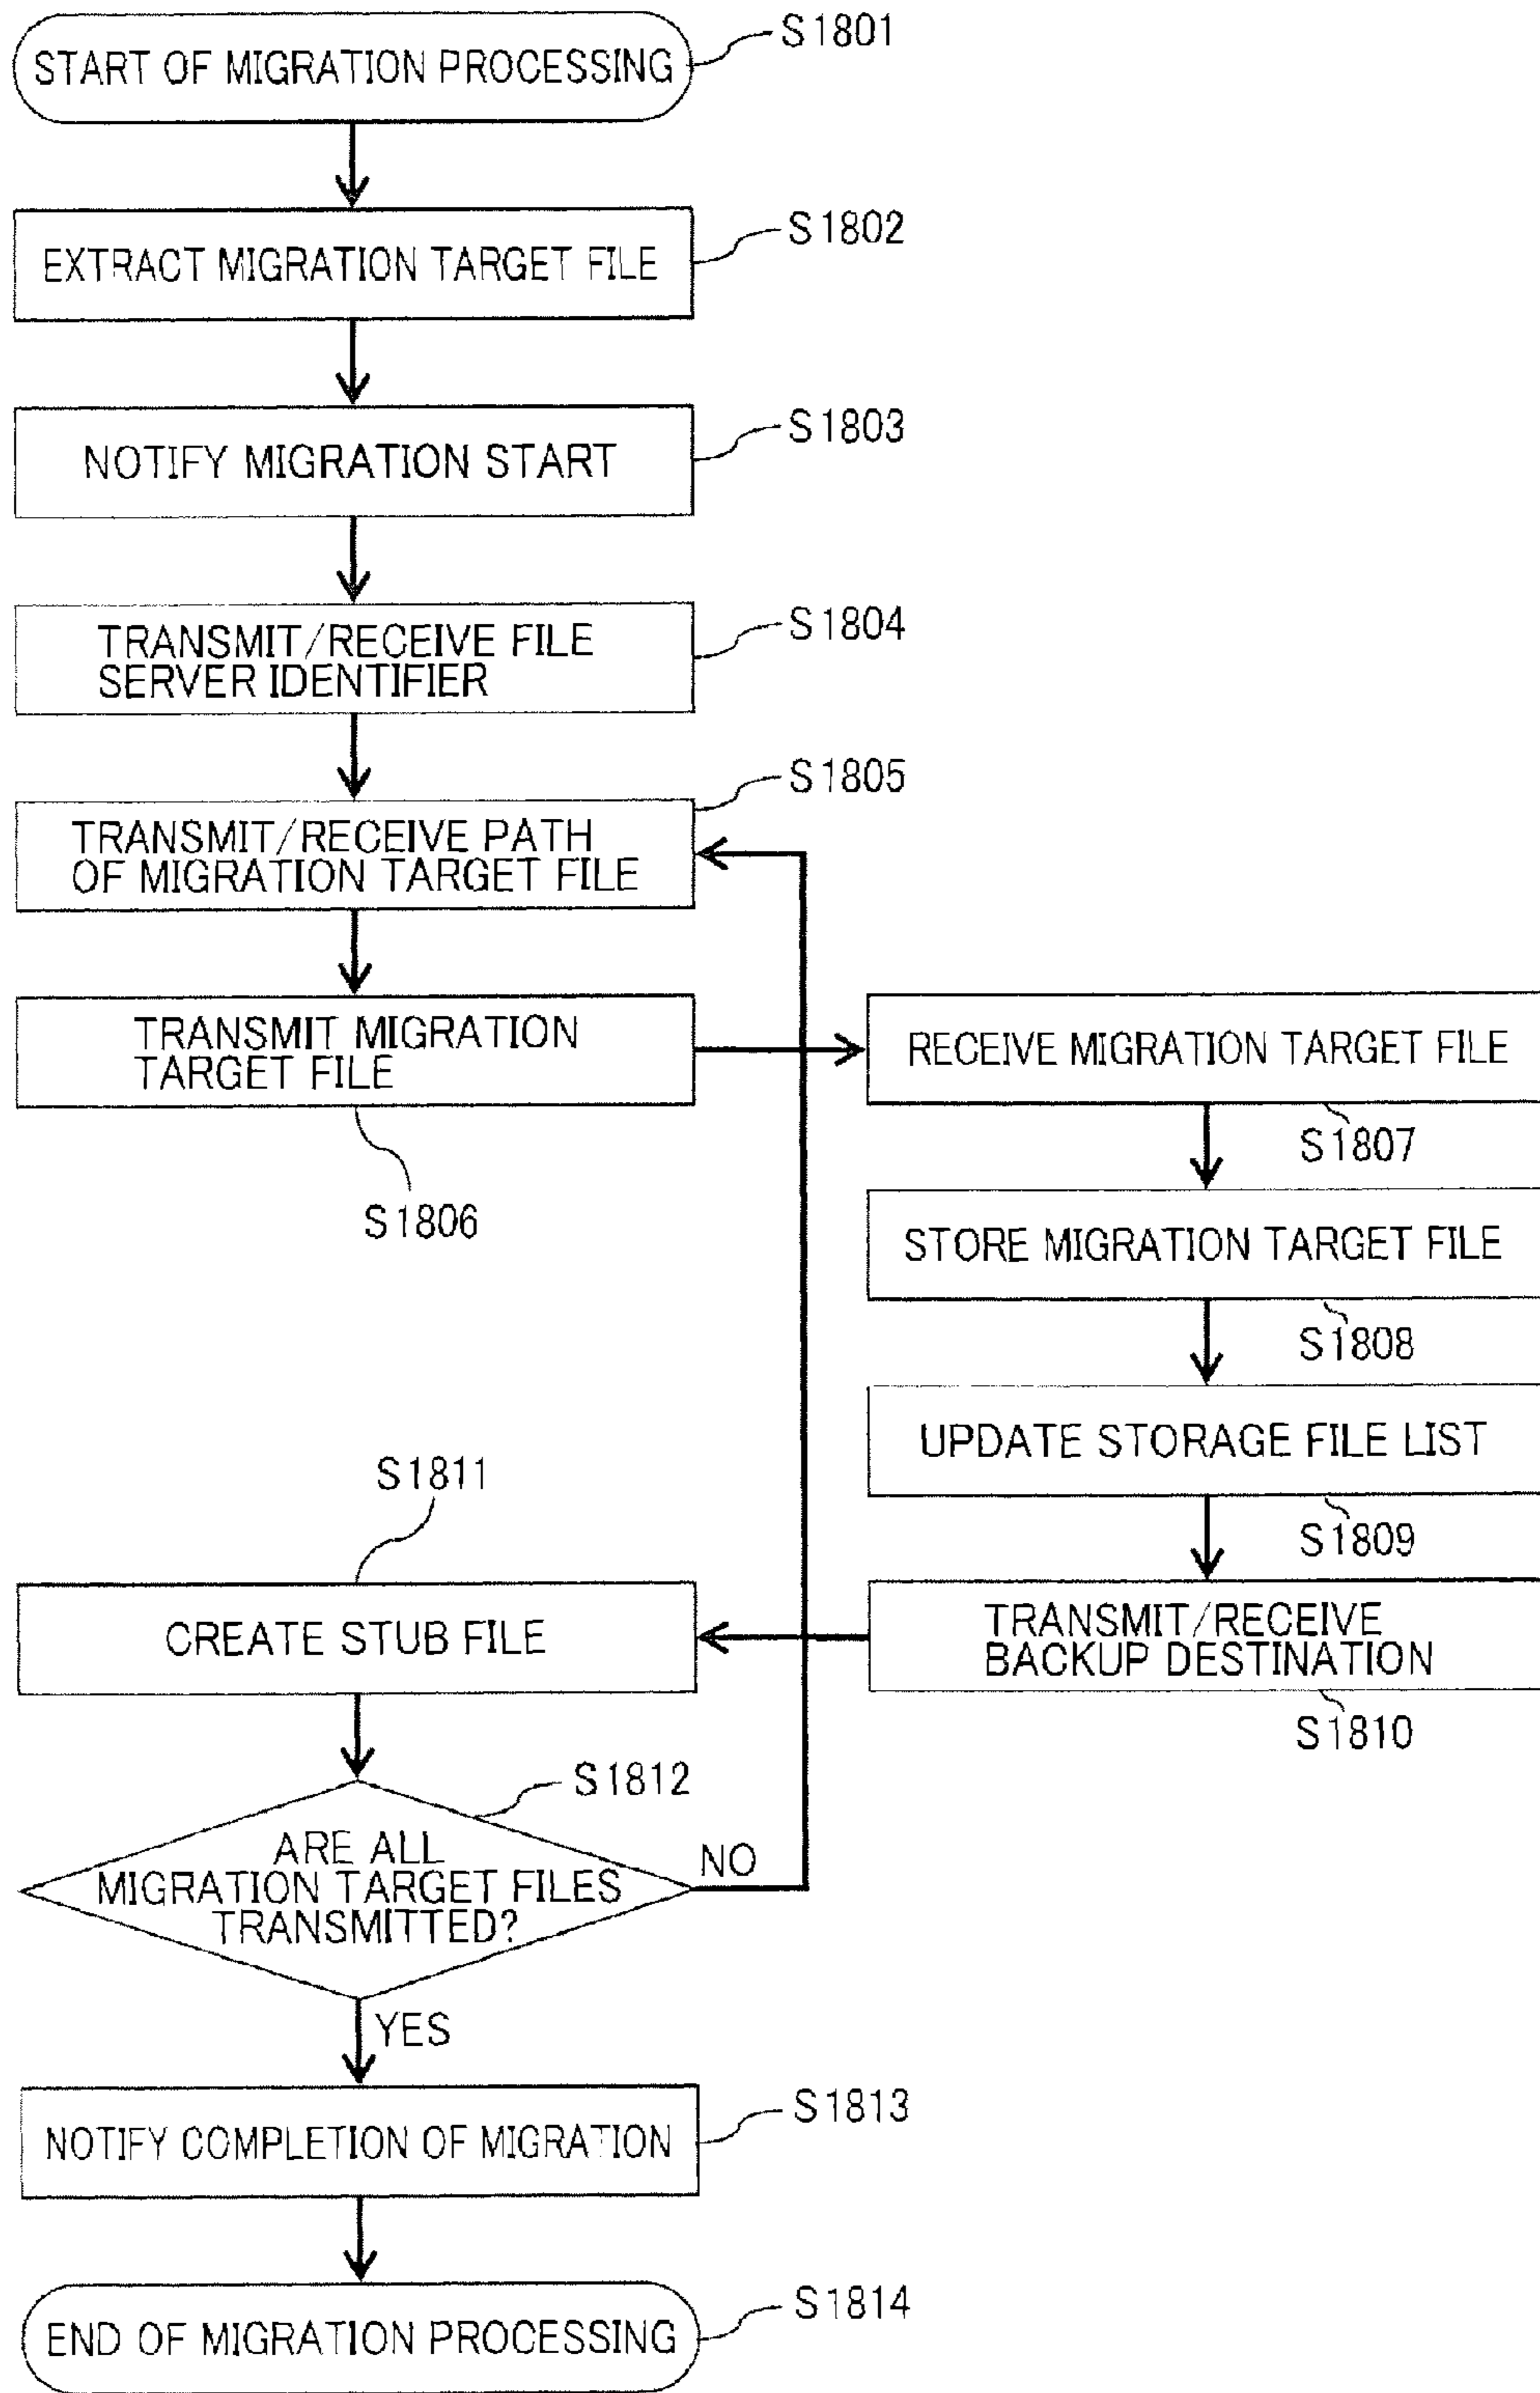 START OF MIGRATION PROCESSING
S1801
EXTRACT MIGRATION TARGET FILE
S1802
NOTIFY MIGRATION START
S1803
TRANSMIT/RECEIVE FILE
SERVER IDENTIFIER
S1804
TRANSMIT/RECEIVE PATH
OF MIGRATION TARGET FILE
S1805
TRANSMIT MIGRATION
TARGET FILE
S1806
RECEIVE MIGRATION TARGET FILE
S1807
STORE MIGRATION TARGET FILE
S1808
UPDATE STORAGE FILE LIST
S1809
TRANSMIT/RECEIVE
BACKUP DESTINATION
S1810
S1811
CREATE STUB FILE
S1812
ARE ALL
MIGRATION TARGET FILES
TRANSMITTED?
NO
YES
NOTIFY COMPLETION OF MIGRATION
S1813
END OF MIGRATION PROCESSING
S1814